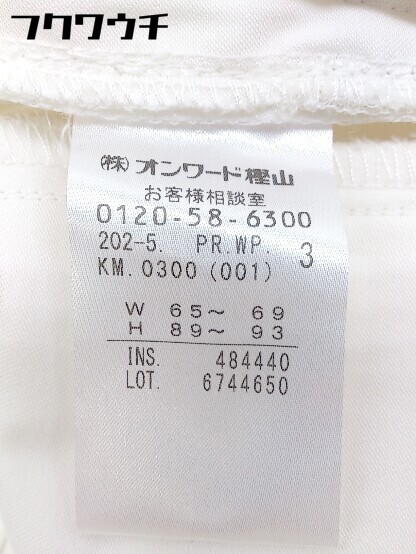 フクワウチ
(株) オンワード樫山
お客様相談室
0120-58-6300
202-5. PR.WP. 3
KM.0300 (001)
W 65～ 69
H 89～ 93
INS. 484440
LOT. 6744650